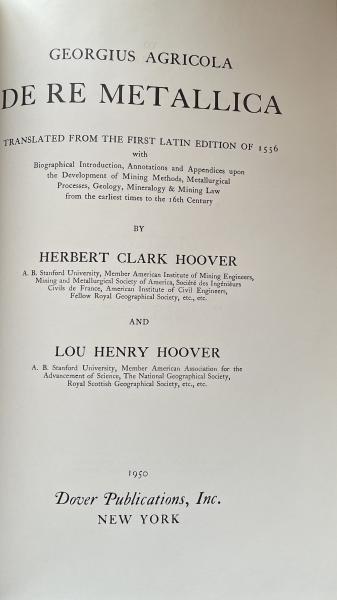 GEORGIUS AGRICOLA
DE RE METALLICA
TRANSLATED FROM THE FIRST LATIN EDITION OF 1556
with
Biographical Introduction, Annotations and Appendices upon
the Development of Mining Methods, Metallurgical
Processes, Geology, Mineralogy & Mining Law
from the earliest times to the 16th Century
BY
HERBERT CLARK HOOVER
A. B. Stanford University, Member American Institute of Mining Engineers,
Mining and Metallurgical Society of America, Société des Ingéniéurs
Civils de France, American Institute of Civil Engineers,
Fellow Royal Geographical Society, etc., etc.
AND
LOU HENRY HOOVER
A. B. Stanford University, Member American Association for the
Advancement of Science, The National Geographical Society,
Royal Scottish Geographical Society, etc., etc.
1950
Dover Publications, Inc.
NEW YORK